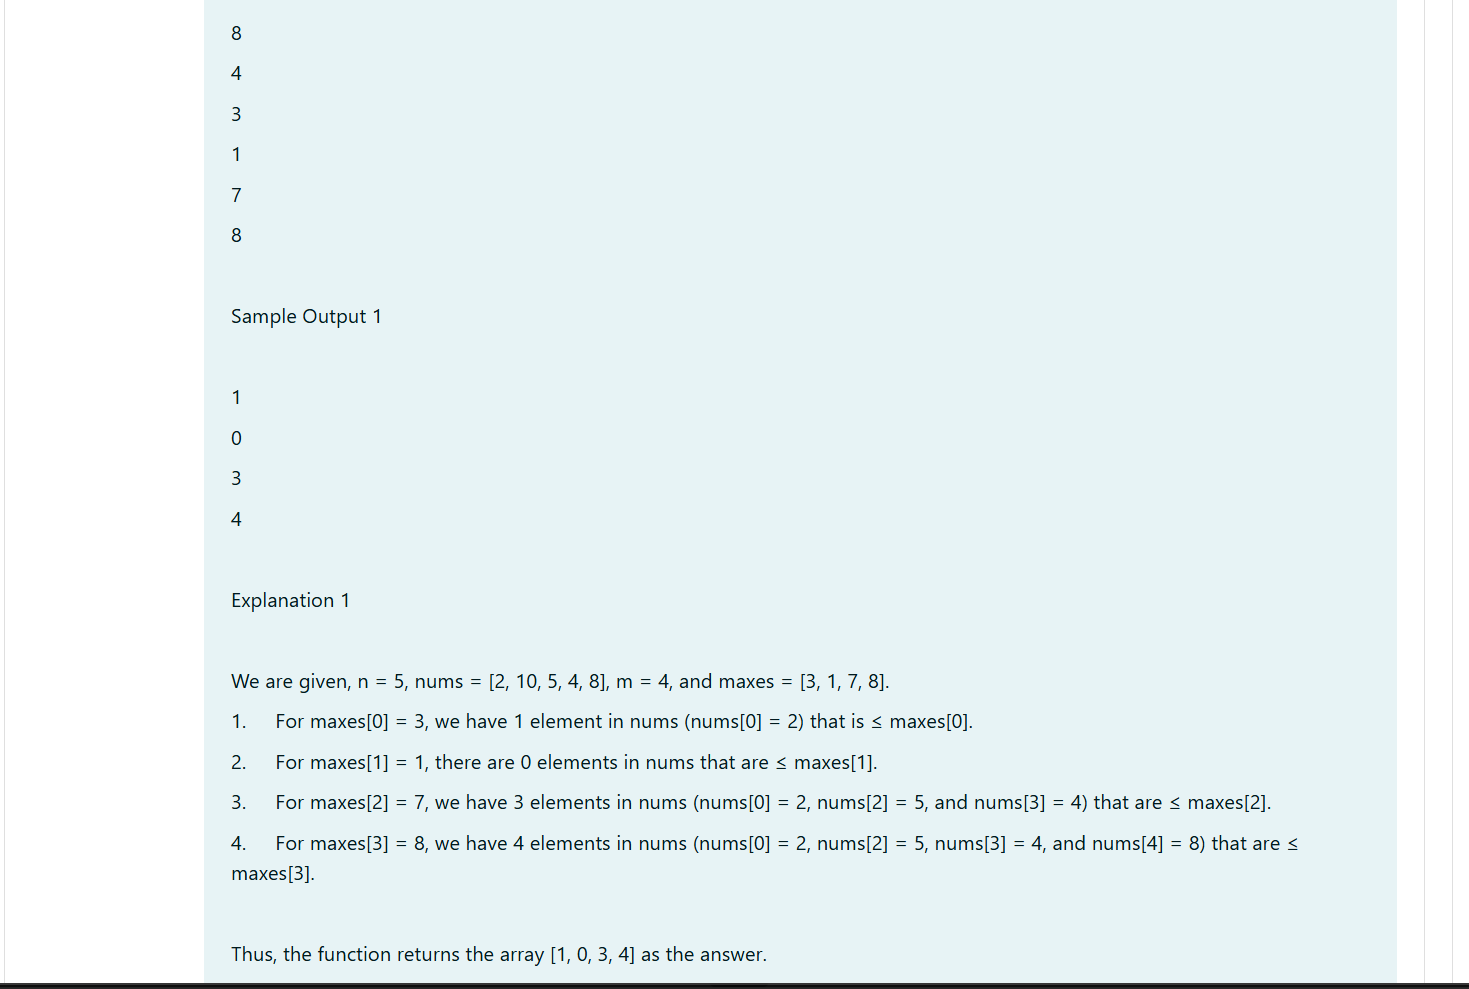 8
4
3
1
7
8
Sample Output 1
1
0
3
4
Explanation 1
We are given, n = 5, nums = [2, 10, 5, 4, 8], m = 4, and maxes = [3, 1, 7, 8].
1. For maxes[0] = 3, we have 1 element in nums (nums[0] = 2) that is ≤ maxes[0].
2. For maxes[1] = 1, there are 0 elements in nums that are ≤ maxes[1].
3. For maxes[2] = 7, we have 3 elements in nums (nums[0] = 2, nums[2] = 5, and nums[3] = 4) that are ≤ maxes[2].
4. For maxes[3] = 8, we have 4 elements in nums (nums[0] = 2, nums[2] = 5, nums[3] = 4, and nums[4] = 8) that are ≤
maxes[3].
Thus, the function returns the array [1, 0, 3, 4] as the answer.